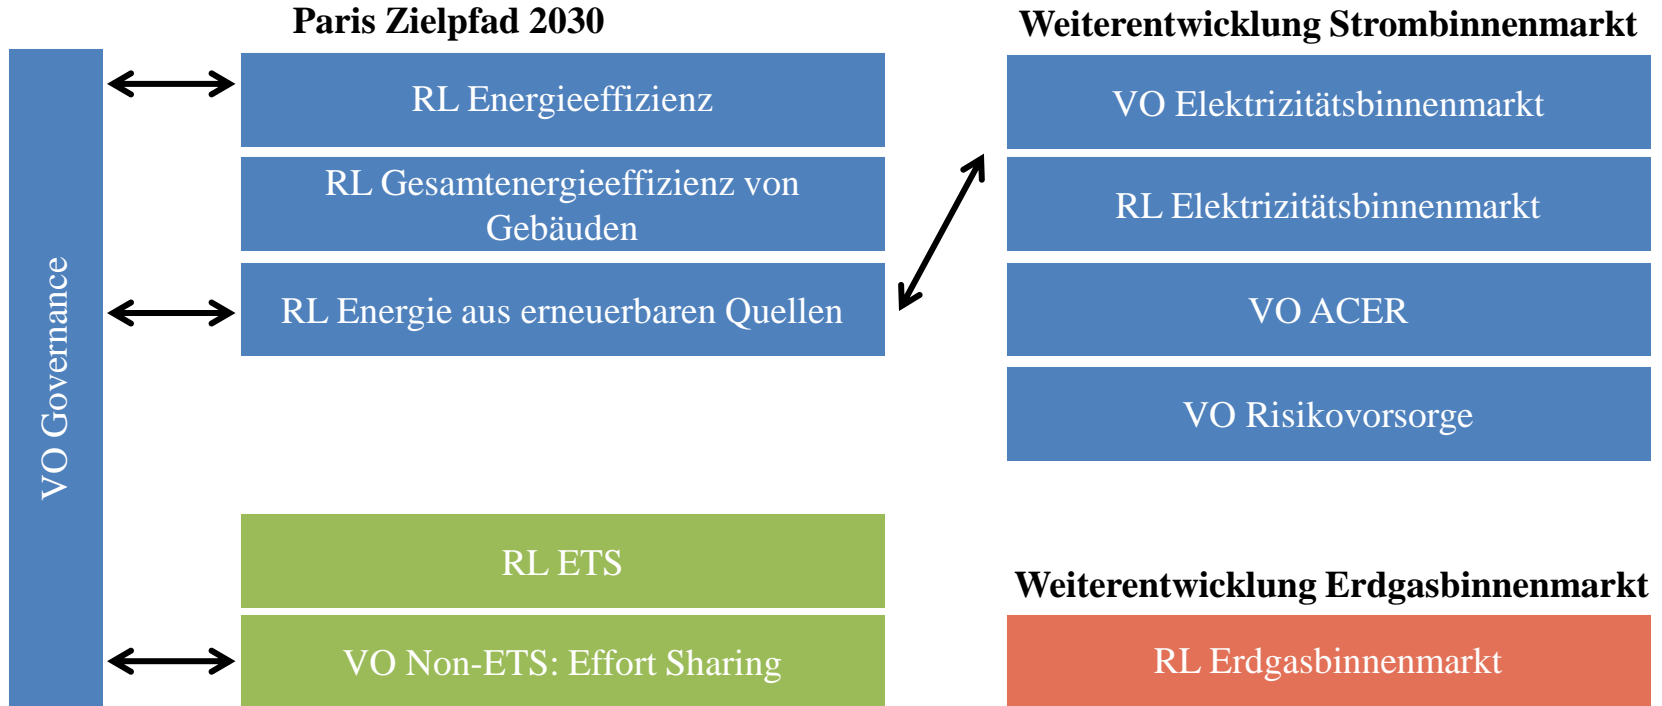 Paris Zielpfad 2030
VO Governance
RL Energieeffizienz
RL Gesamtenergieeffizienz von
Gebäuden
RL Energie aus erneuerbaren Quellen
RL ETS
VO Non-ETS: Effort Sharing
Weiterentwicklung Strombinnenmarkt
VO Elektrizitätsbinnenmarkt
RL Elektrizitätsbinnenmarkt
VO ACER
VO Risikovorsorge
Weiterentwicklung Erdgasbinnenmarkt
RL Erdgasbinnenmarkt